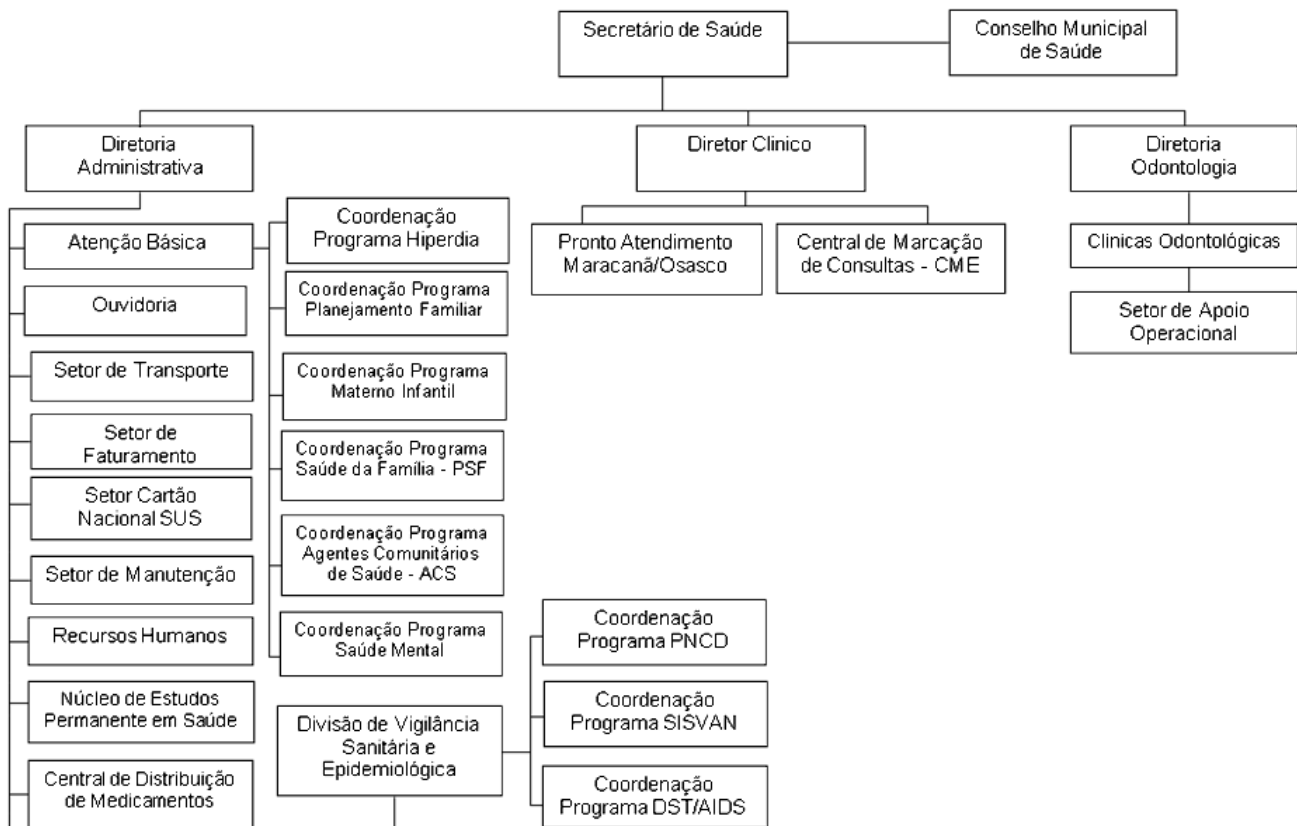 Secretário de Saúde
Conselho Municipal
de Saúde
Diretoria
Administrativa
Diretor Clinico
Diretoria
Odontologia
Atenção Básica
Ouvidoria
Setor de Transporte
Setor de
Faturamento
Setor Cartão
Nacional SUS
Setor de Manutenção
Recursos Humanos
Núcleo de Estudos
Permanente em Saúde
Central de Distribuição
de Medicamentos
Coordenação
Programa Hiperdia
Coordenação Programa
Planejamento Familiar
Coordenação Programa
Materno Infantil
Coordenação Programa
Saúde da Família - PSF
Coordenação Programa
Agentes Comunitários
de Saúde - ACS
Coordenação Programa
Saúde Mental
Divisão de Vigilância
Sanitária e
Epidemiológica
Coordenação
Programa PNCD
Coordenação
Programa SISVAN
Coordenação
Programa DST/AIDS
Pronto Atendimento
Maracanã/Osasco
Central de Marcação
de Consultas - CME
Clinicas Odontológicas
Setor de Apoio
Operacional